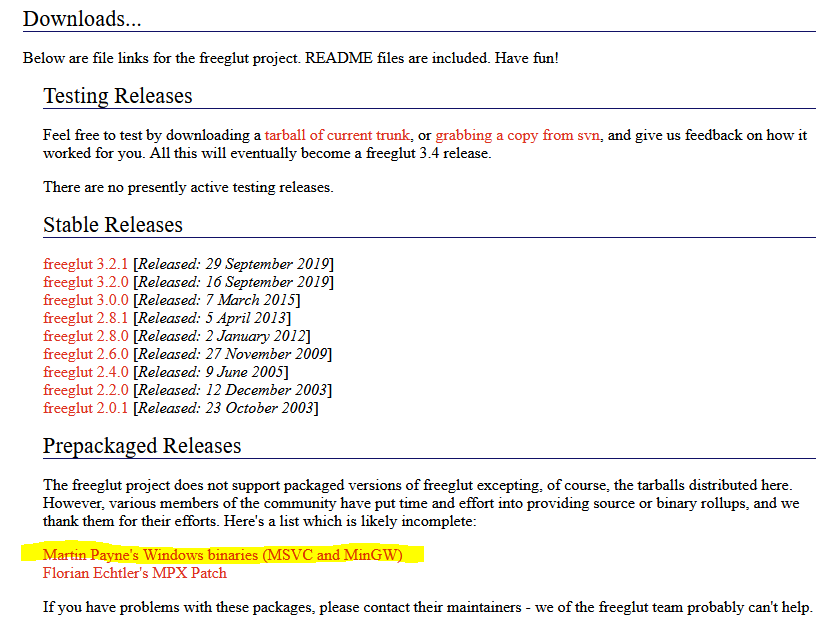 Downloads...
Below are file links for the freeglut project. README files are included. Have fun!
Testing Releases
Feel free to test by downloading a tarball of current trunk, or grabbing a copy from svn, and give us feedback on how it
worked for you. All this will eventually become a freeglut 3.4 release.
There are no presently active testing releases.
Stable Releases
freeglut 3.2.1 [Released: 29 September 2019]
freeglut 3.2.0 [Released: 16 September 2019]
freeglut 3.0.0 [Released: 7 March 2015]
freeglut 2.8.1 [Released: 5 April 2013]
freeglut 2.8.0 [Released: 2 January 2012]
freeglut 2.6.0 [Released: 27 November 2009]
freeglut 2.4.0 [Released: 9 June 2005]
freeglut 2.2.0 [Released: 12 December 2003]
freeglut 2.0.1 [Released: 23 October 2003]
Prepackaged Releases
The freeglut project does not support packaged versions of freeglut excepting, of course, the tarballs distributed here.
However, various members of the community have put time and effort into providing source or binary rollups, and we
thank them for their efforts. Here's a list which is likely incomplete:
Martin Payne's Windows binaries (MSVC and MinGW)
Florian Echtler's MPX Patch
If you have problems with these packages, please contact their maintainers - we of the freeglut team probably can't help.